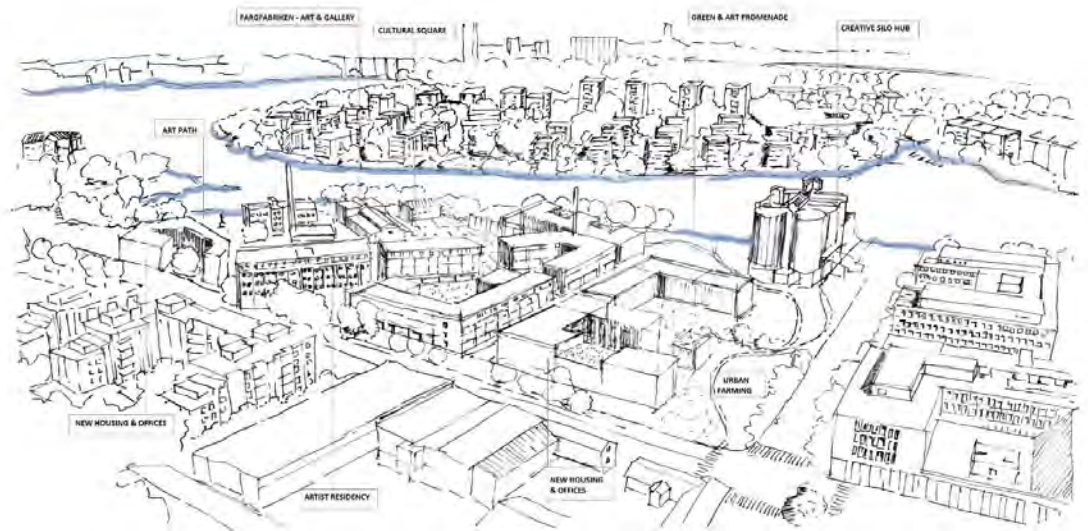 FARGFABRIKEN - ART & GALLERY
CULTURAL SQUARE
GREEN & ART PROMENADE
CREATIVE SILO HUB
ART PATH
URBAN
FARMING
NEW HOUSING & OFFICES
NEW HOUSING
& OFFICES
ARTIST RESIDENCY